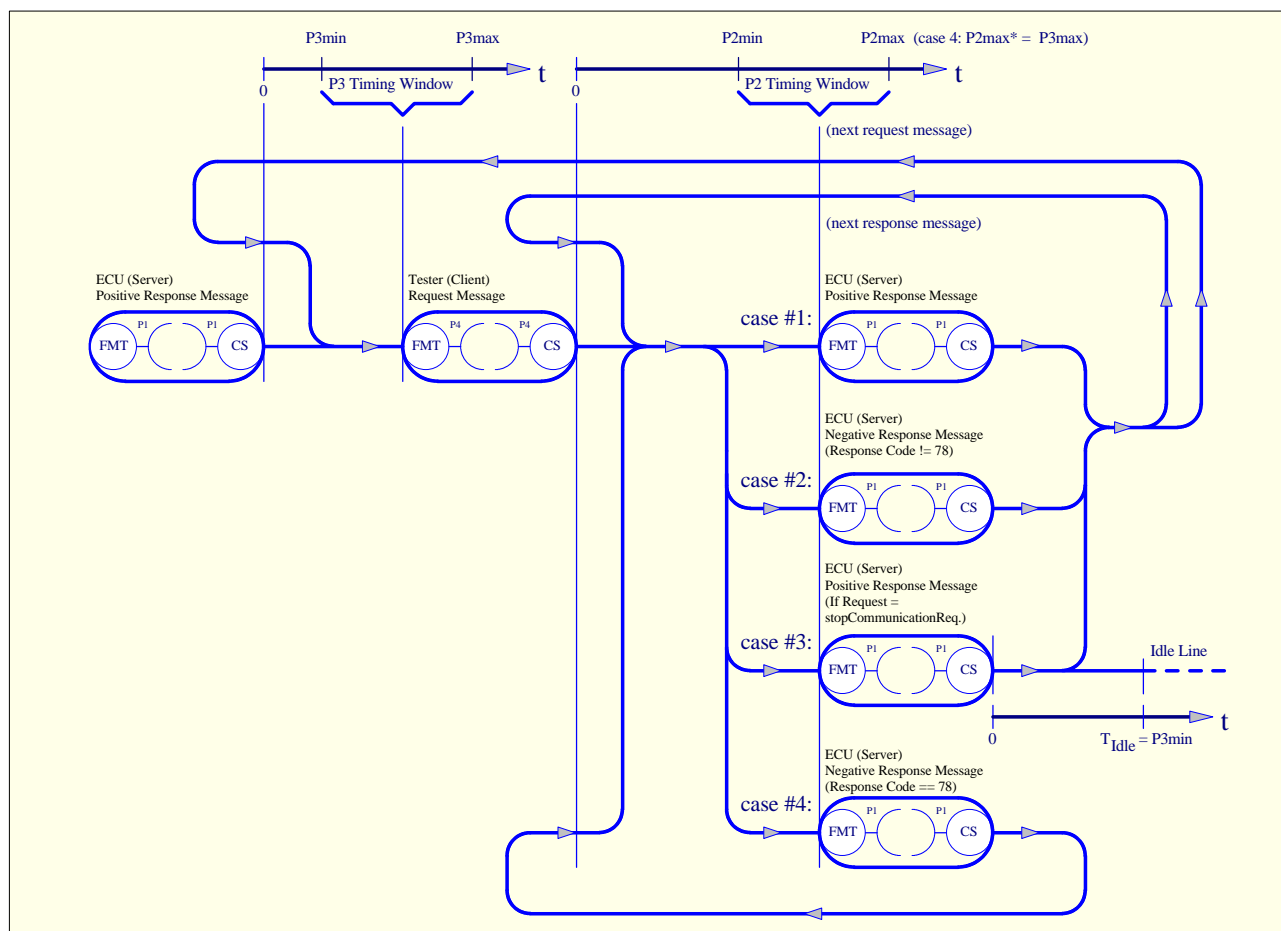 P3min P3max P2min P2max (case 4: P2max* = P3max)
t t
P3 Timing Window P2 Timing Window
0 0
(next request message)
(next response message)
ECU (Server)
Positive Response Message
FMT P1 P1 CS
Tester (Client)
Request Message
FMT P4 P4 CS
ECU (Server)
Positive Response Message
case #1:
FMT P1 P1 CS
ECU (Server)
Negative Response Message
(Response Code != 78)
case #2:
FMT P1 P1 CS
ECU (Server)
Positive Response Message
(If Request =
stopCommunicationReq.)
case #3:
FMT P1 P1 CS
Idle Line
t
0 TIdle = P3min
ECU (Server)
Negative Response Message
(Response Code == 78)
case #4:
FMT P1 P1 CS